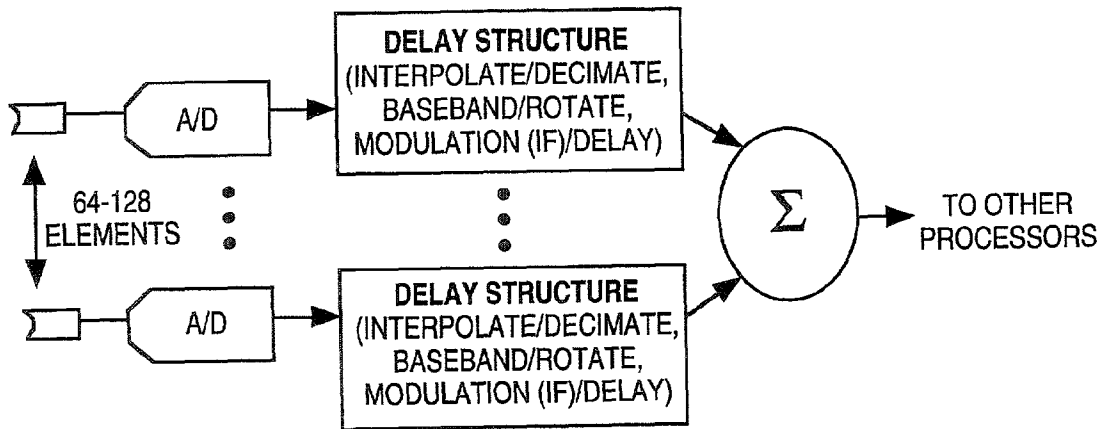 DELAY STRUCTURE
(INTERPOLATE/DECIMATE,
BASEBAND/ROTATE,
MODULATION (IF)/DELAY)
A/D
64-128
ELEMENTS
Σ
TO OTHER
PROCESSORS
A/D
DELAY STRUCTURE
(INTERPOLATE/DECIMATE,
BASEBAND/ROTATE,
MODULATION (IF)/DELAY)